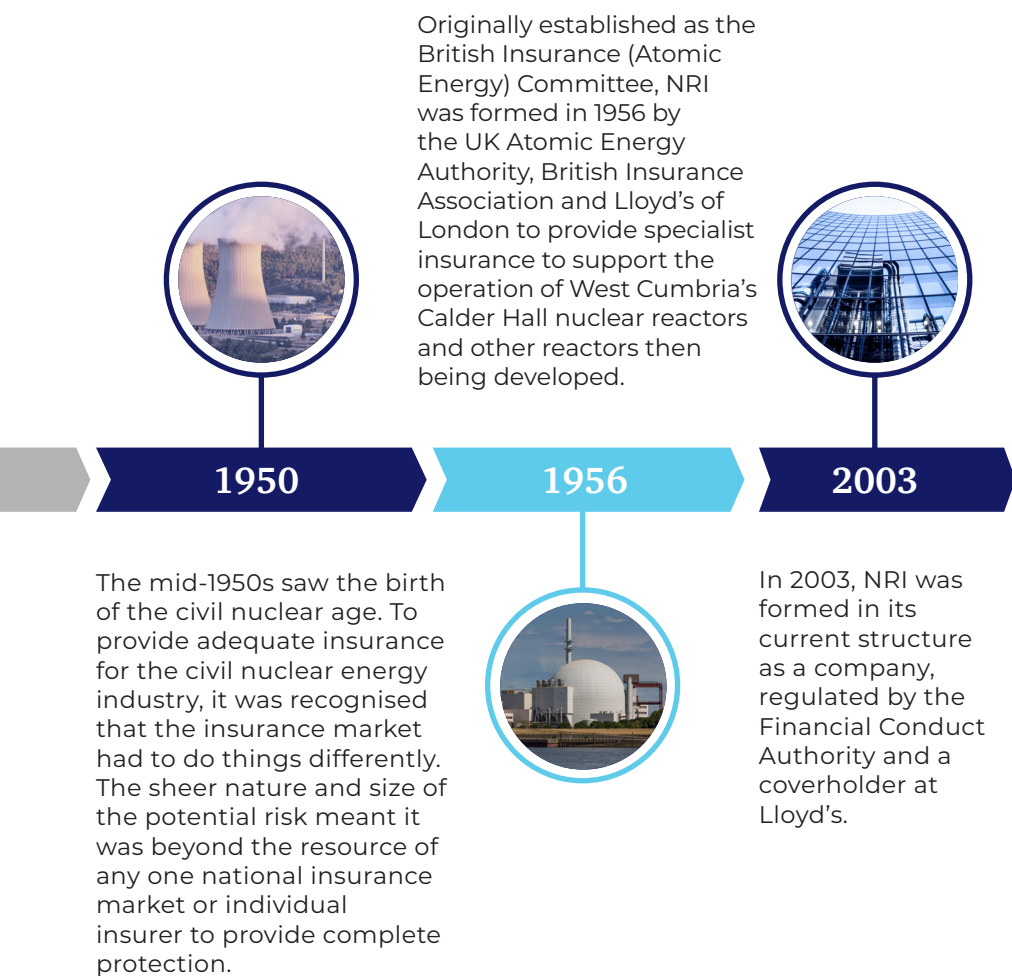 Originally established as the
British Insurance (Atomic
Energy) Committee, NRI
was formed in 1956 by
the UK Atomic Energy
Authority, British Insurance
Association and Lloyd’s of
London to provide specialist
insurance to support the
operation of West Cumbria’s
Calder Hall nuclear reactors
and other reactors then
being developed.
1950
1956
2003
The mid-1950s saw the birth
of the civil nuclear age. To
provide adequate insurance
for the civil nuclear energy
industry, it was recognised
that the insurance market
had to do things differently.
The sheer nature and size of
the potential risk meant it
was beyond the resource of
any one national insurance
market or individual
insurer to provide complete
protection.
In 2003, NRI was
formed in its
current structure
as a company,
regulated by the
Financial Conduct
Authority and a
coverholder at
Lloyd’s.